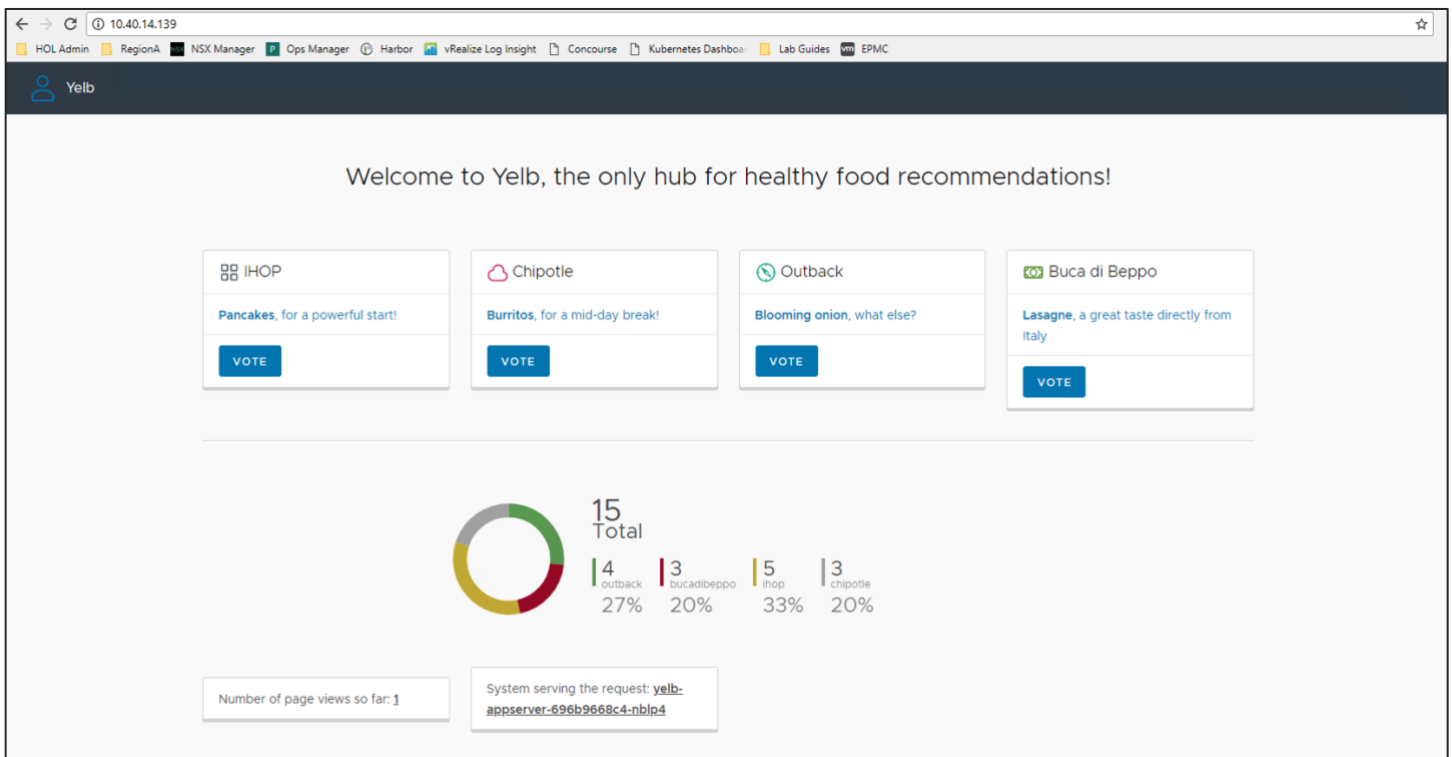 10.40.14.139
HOL Admin RegionA NSX NSX Manager P Ops Manager Harbor vRealize Log Insight Concourse Kubernetes Dashboar Lab Guides vm EPMC
Yelb
Welcome to Yelb, the only hub for healthy food recommendations!
IHOP
Pancakes, for a powerful start!
VOTE
Chipotle
Burritos, for a mid-day break!
VOTE
Outback
Blooming onion, what else?
VOTE
Buca di Beppo
Lasagne, a great taste directly from
Italy
VOTE
15
Total
4 3 5 3
outback bucadibeppo ihop chipotle
27% 20% 33% 20%
Number of page views so far: 1
System serving the request: yelb-
appserver-696b9668c4-nblp4